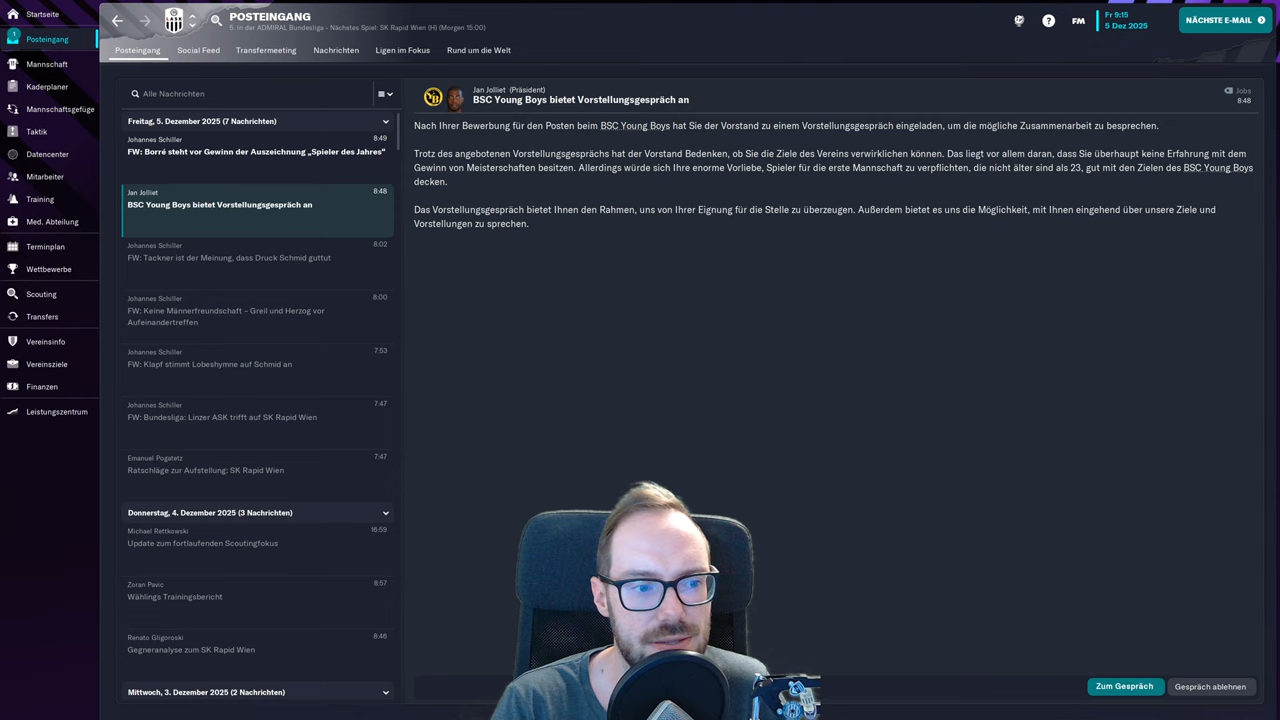 Startseite
1
Posteingang
Mannschaft
Kaderplaner
Mannschaftsgefüge
Taktik
Datencenter
Mitarbeiter
Training
Med. Abteilung
Terminplan
Wettbewerbe
Scouting
Transfers
Vereinsinfo
Vereinsziele
Finanzen
Leistungszentrum
POSTEINGANG
5. in der ADMIRAL Bundesliga - Nächstes Spiel: SK Rapid Wien (H) (Morgen 15:00)
?
FM
Fr 9:15
5 Dez 2025
NÄCHSTE E-MAIL
Posteingang Social Feed Transfermeeting Nachrichten Ligen im Fokus Rund um die Welt
Alle Nachrichten
Freitag, 5. Dezember 2025 (7 Nachrichten)
Johannes Schiller 8:49
FW: Borré steht vor Gewinn der Auszeichnung „Spieler des Jahres“
Jan Jolliet 8:48
BSC Young Boys bietet Vorstellungsgespräch an
Johannes Schiller 8:02
FW: Tackner ist der Meinung, dass Druck Schmid guttut
Johannes Schiller 8:00
FW: Keine Männerfreundschaft – Greil und Herzog vor
Aufeinandertreffen
Johannes Schiller 7:53
FW: Klapf stimmt Lobeshymne auf Schmid an
Johannes Schiller 7:47
FW: Bundesliga: Linzer ASK trifft auf SK Rapid Wien
Emanuel Pogatetz 7:47
Ratschläge zur Aufstellung: SK Rapid Wien
Donnerstag, 4. Dezember 2025 (3 Nachrichten)
Michael Rettkowski 16:59
Update zum fortlaufenden Scoutingfokus
Zoran Pavic 8:57
Wählings Trainingsbericht
Renato Gligoroski 8:46
Gegneranalyse zum SK Rapid Wien
Mittwoch, 3. Dezember 2025 (2 Nachrichten)
Jan Jolliet (Präsident)
BSC Young Boys bietet Vorstellungsgespräch an
Jobs
8:48
Nach Ihrer Bewerbung für den Posten beim BSC Young Boys hat Sie der Vorstand zu einem Vorstellungsgespräch eingeladen, um die mögliche Zusammenarbeit zu besprechen.
Trotz des angebotenen Vorstellungsgesprächs hat der Vorstand Bedenken, ob Sie die Ziele des Vereins verwirklichen können. Das liegt vor allem daran, dass Sie überhaupt keine Erfahrung mit dem
Gewinn von Meisterschaften besitzen. Allerdings würde sich Ihre enorme Vorliebe, Spieler für die erste Mannschaft zu verpflichten, die nicht älter sind als 23, gut mit den Zielen des BSC Young Boys
decken.
Das Vorstellungsgespräch bietet Ihnen den Rahmen, uns von Ihrer Eignung für die Stelle zu überzeugen. Außerdem bietet es uns die Möglichkeit, mit Ihnen eingehend über unsere Ziele und
Vorstellungen zu sprechen.
Zum Gespräch
Gespräch ablehnen